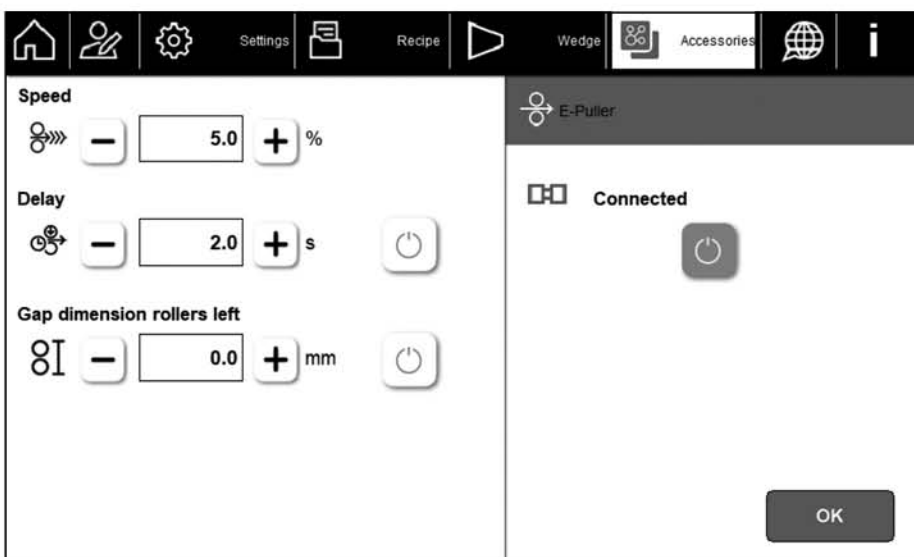 Settings
Recipe
Wedge
Accessories
i
Speed
5.0 %
Delay
2.0 s
Gap dimension rollers left
0.0 mm
E-Puller
Connected
OK